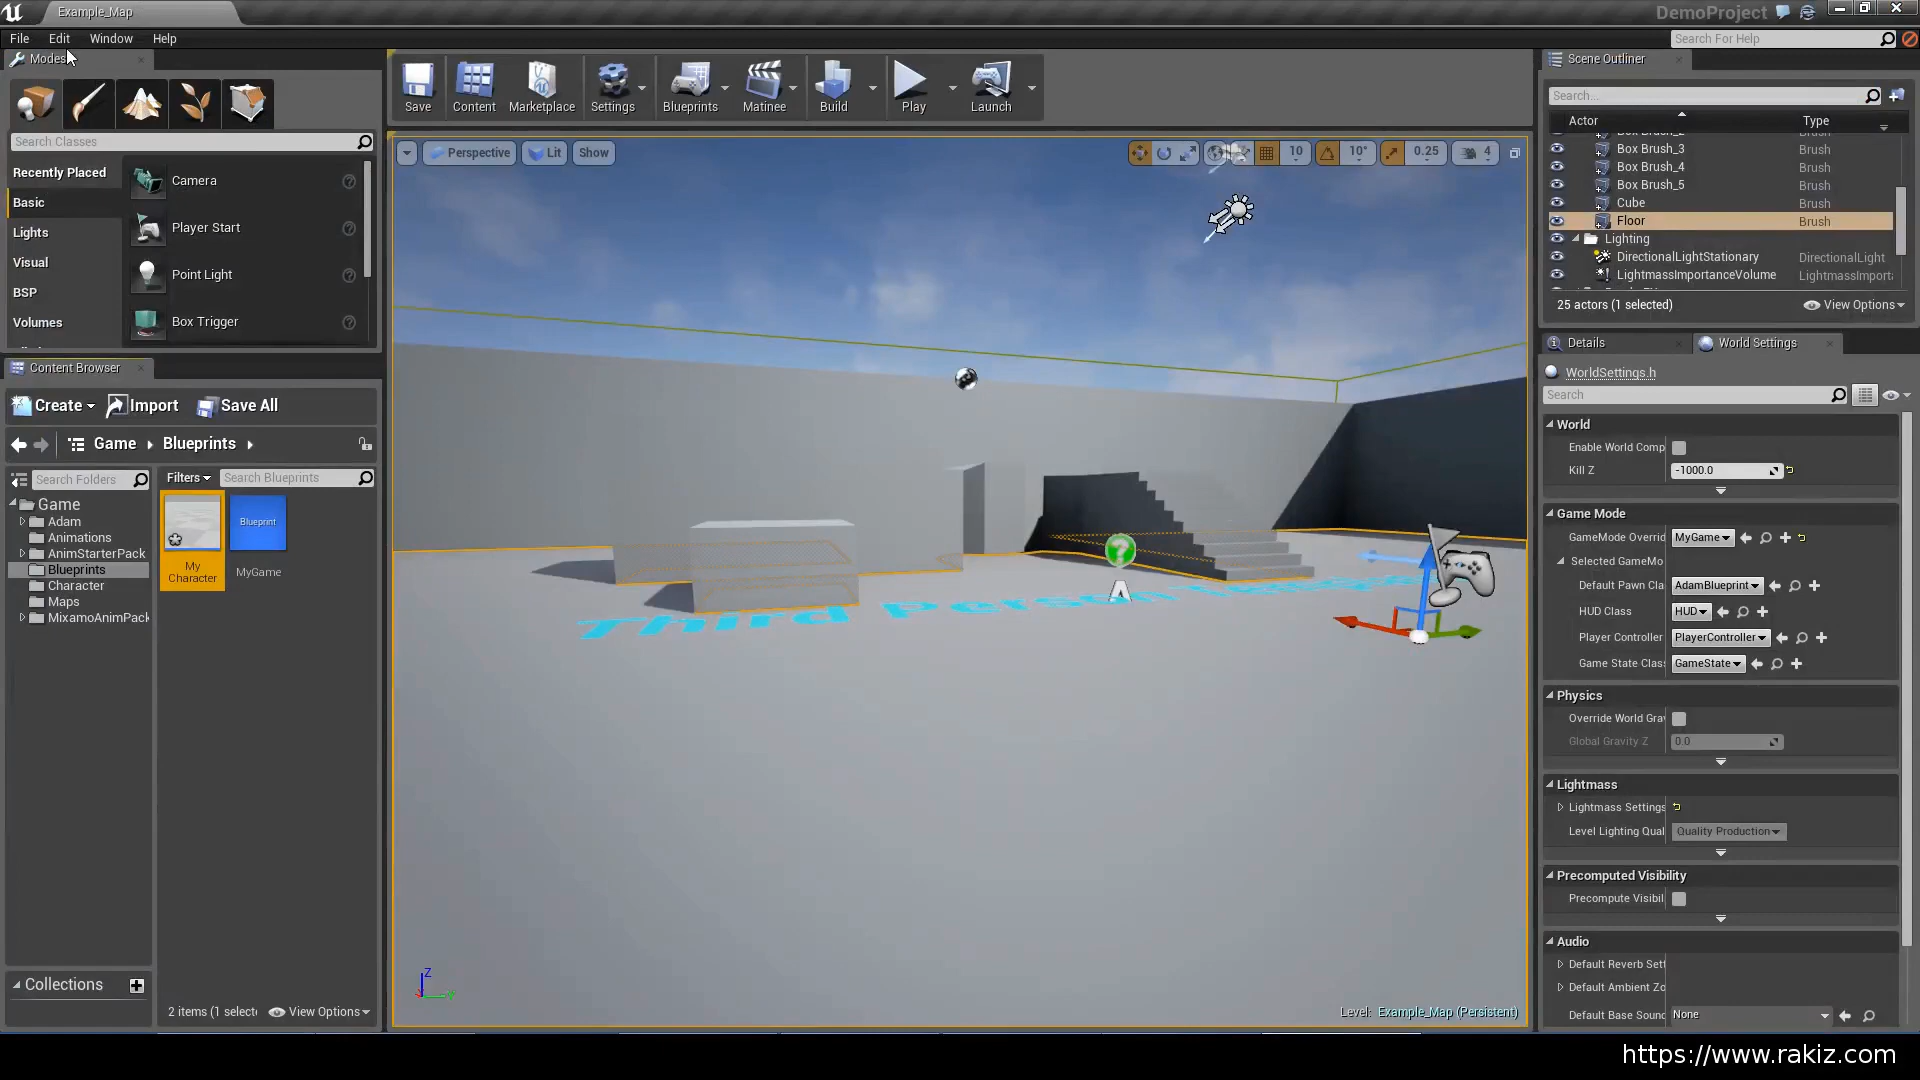 Example_Map
DemoProject
File Edit Window Help
Search For Help
Modes
Save Content Marketplace Settings Blueprints Matinee Build Play Launch
Search Classes
Recently Placed
Basic
Lights
Visual
BSP
Volumes
Camera
Player Start
Point Light
Box Trigger
Content Browser
Create Import Save All
Game Blueprints
Search Folders
Filters Search Blueprints
Game
Adam
Animations
AnimStarterPack
Blueprints
Character
Maps
MixamoAnimPack
My Character
Blueprint
MyGame
Collections
2 items (1 selecte View Options
Perspective Lit Show
10 10° 0.25 4
Third Person
Z
Level: Example_Map (Persistent)
Scene Outliner
Search...
Actor Type
Box Brush_2 Brush
Box Brush_3 Brush
Box Brush_4 Brush
Box Brush_5 Brush
Cube Brush
Floor Brush
Lighting
DirectionalLightStationary DirectionalLight
LightmassImportanceVolume LightmassImporta
25 actors (1 selected) View Options
Details World Settings
WorldSettings.h
Search
World
Enable World Comp
Kill Z -1000.0
Game Mode
GameMode Overrid MyGame
Selected GameMo
Default Pawn Cla AdamBlueprint
HUD Class HUD
Player Controller PlayerController
Game State Class GameState
Physics
Override World Gra
Global Gravity Z 0.0
Lightmass
Lightmass Settings
Level Lighting Qual Quality Production
Precomputed Visibility
Precompute Visibil
Audio
Default Reverb Sett
Default Ambient Zo
Default Base Sound None
https://www.rakiz.com